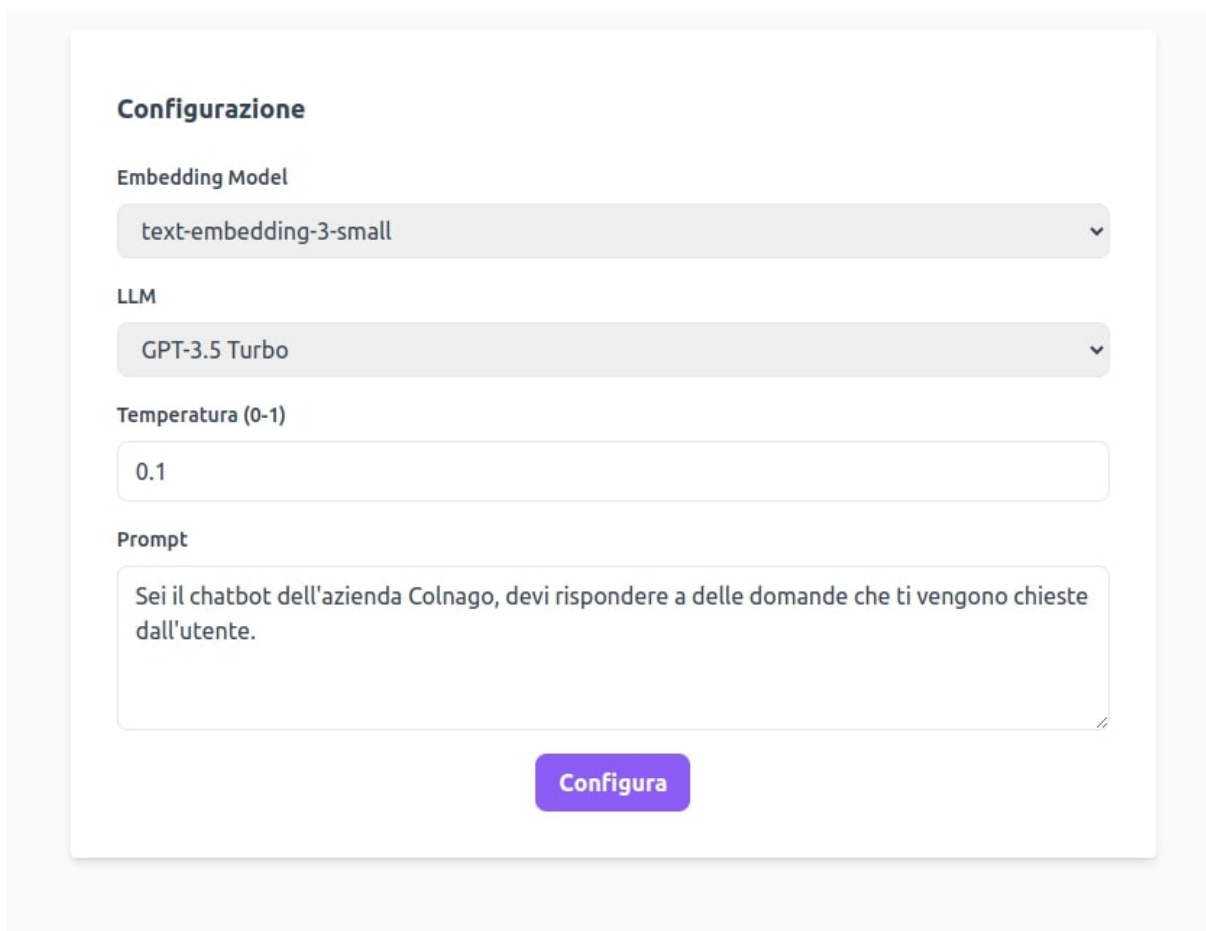 Configurazione
Embedding Model
text-embedding-3-small
LLM
GPT-3.5 Turbo
Temperatura (0-1)
0.1
Prompt
Sei il chatbot dell'azienda Colnago, devi rispondere a delle domande che ti vengono chieste
dall'utente.
Configura